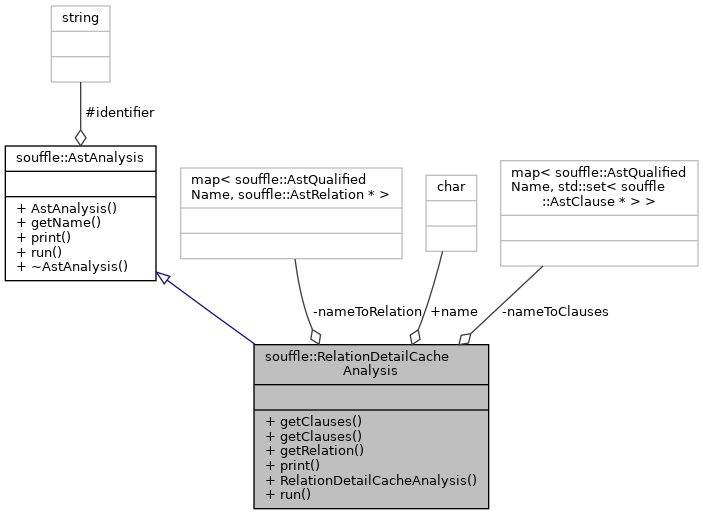 string
#identifier
souffle::AstAnalysis
+ AstAnalysis()
+ getName()
+ print()
+ run()
+ ~AstAnalysis()
map< souffle::AstQualified
Name, souffle::AstRelation * >
char
map< souffle::AstQualified
Name, std::set< souffle
::AstClause * > >
-nameToRelation
+name
-nameToClauses
souffle::RelationDetailCache
Analysis
+ getClauses()
+ getClauses()
+ getRelation()
+ print()
+ RelationDetailCacheAnalysis()
+ run()